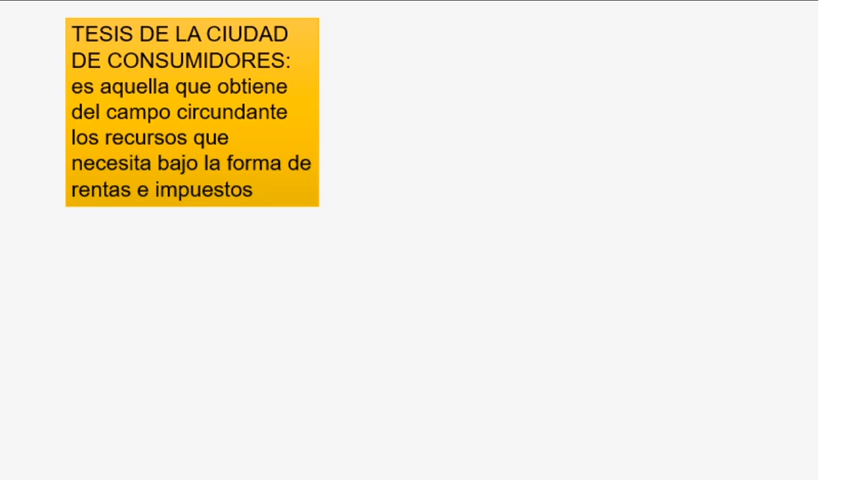 TESIS DE LA CIUDAD
DE CONSUMIDORES:
es aquella que obtiene
del campo circundante
los recursos que
necesita bajo la forma de
rentas e impuestos